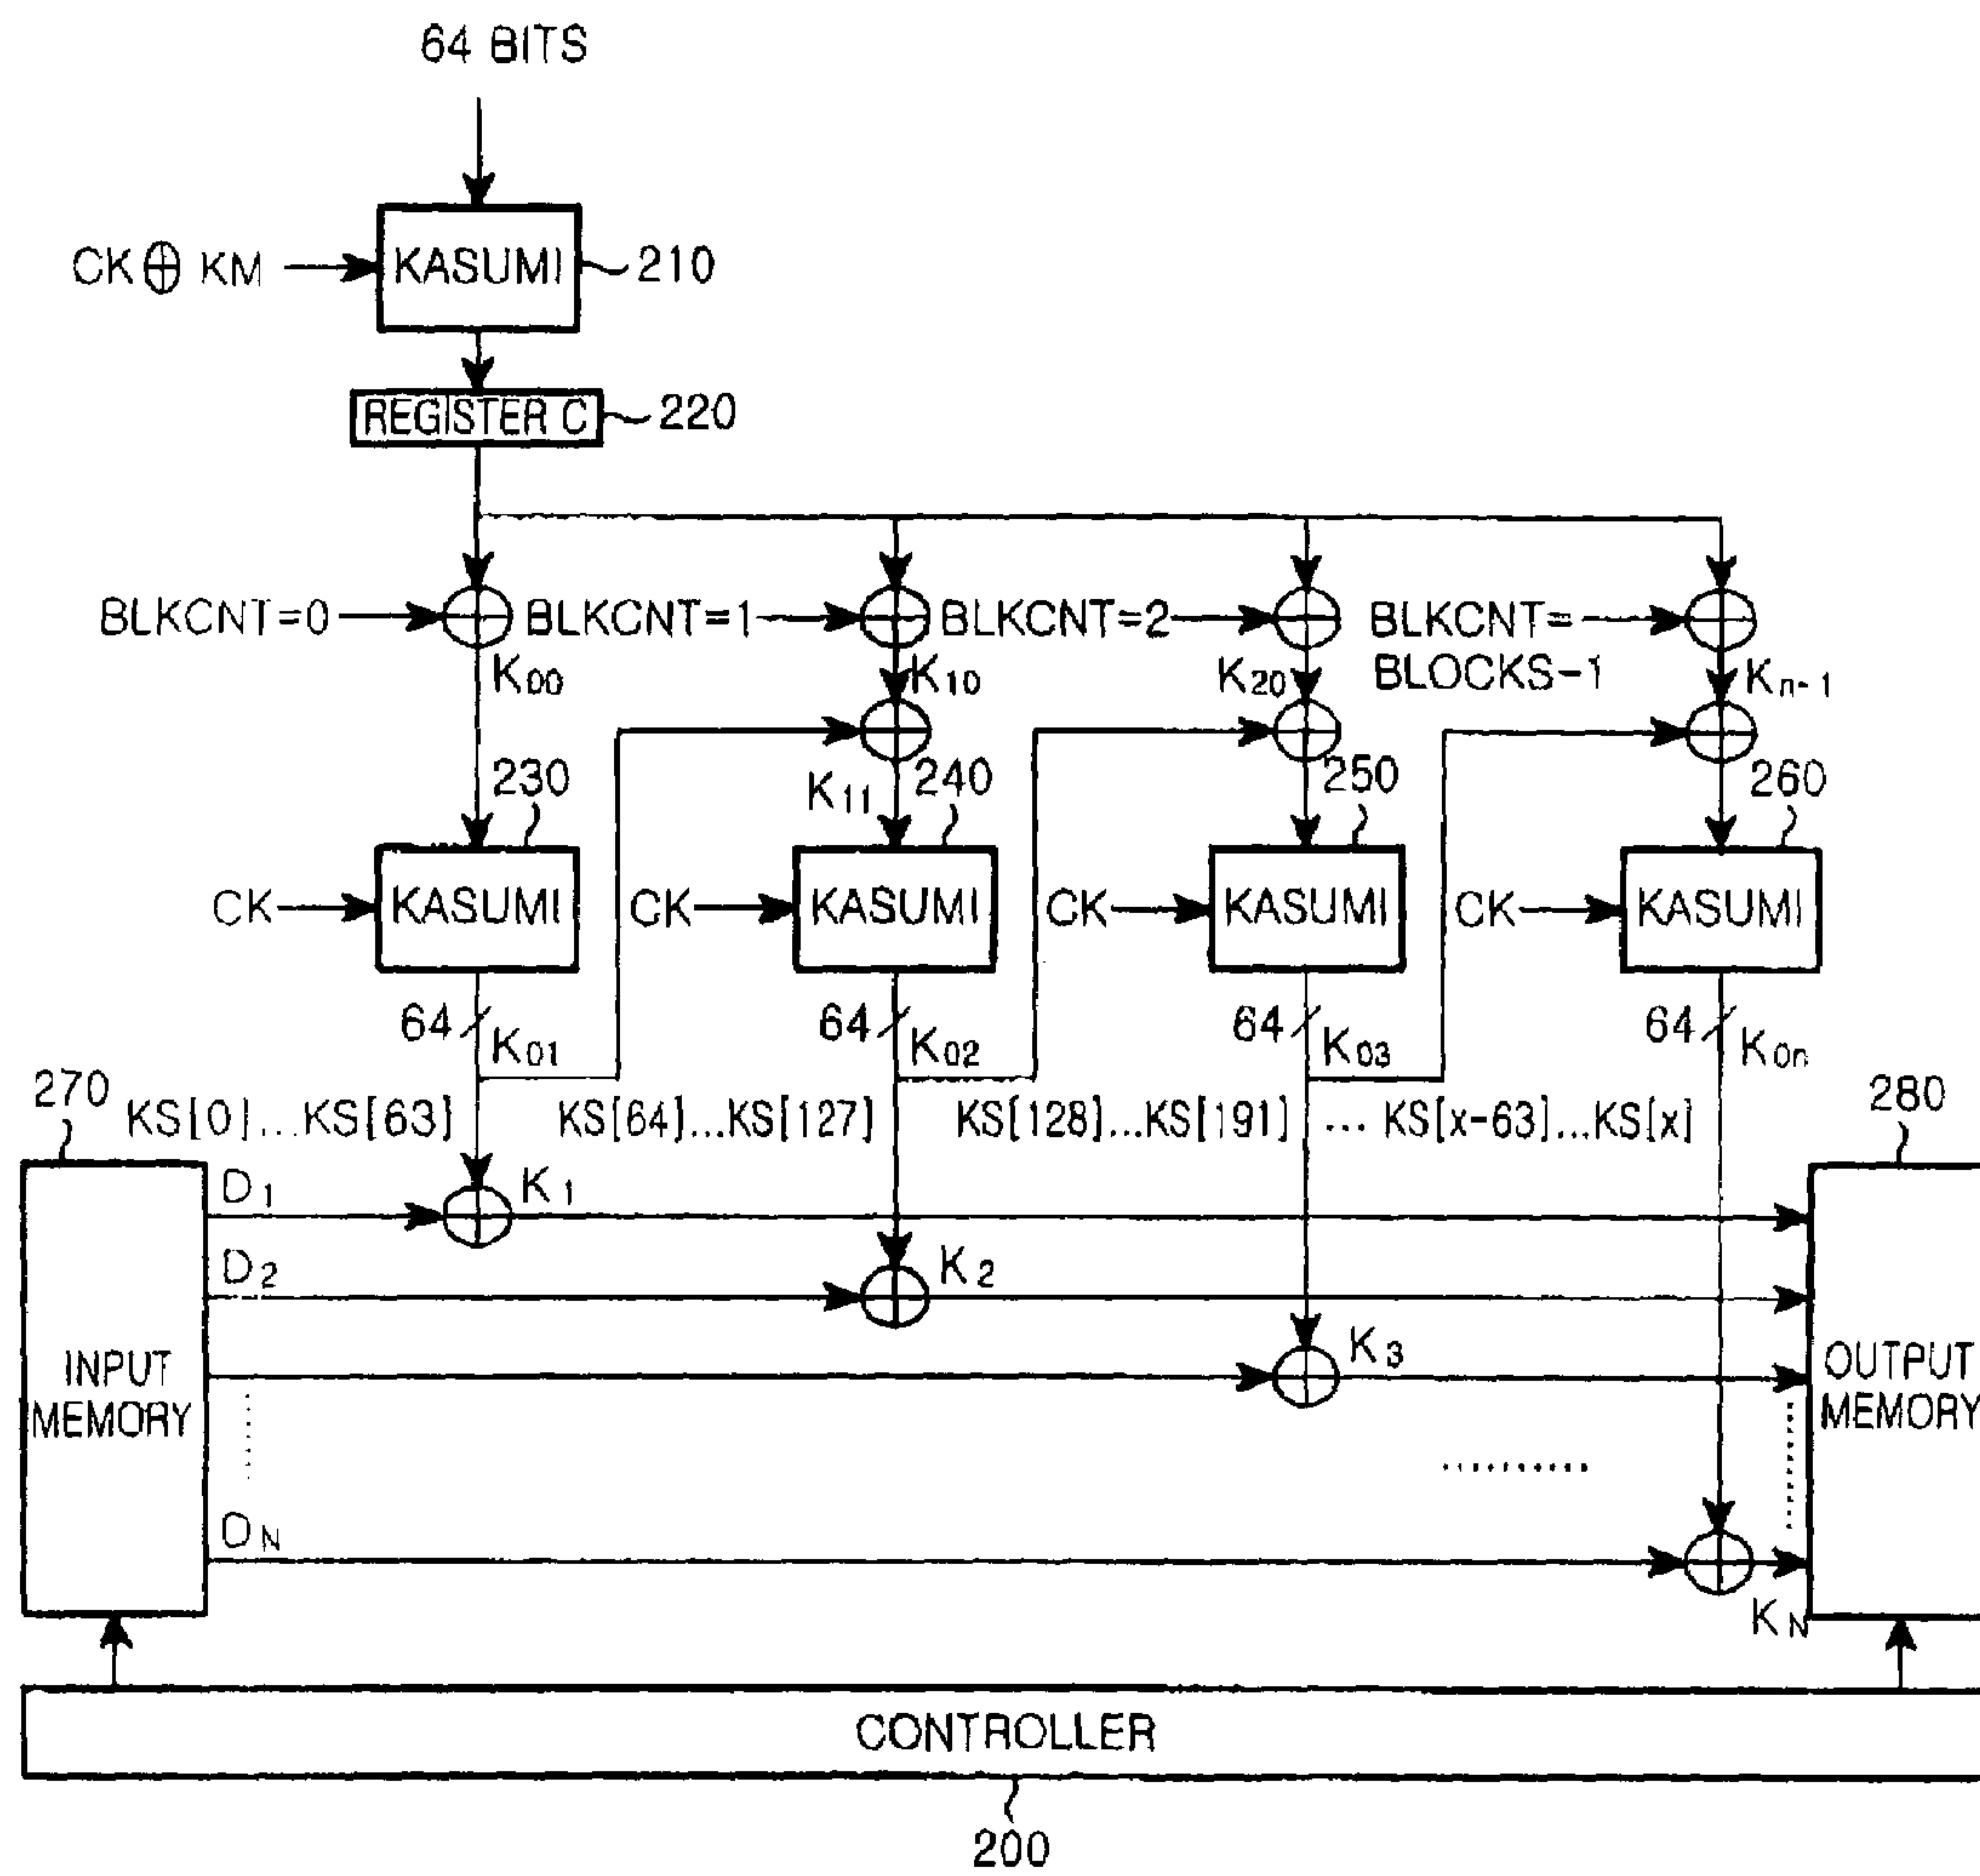 64 BITS
CK ⊕ KM
KASUMI
210
REGISTER C
220
BLKCNT=0
BLKCNT=1
BLKCNT=2
BLKCNT=
BLOCKS-1
K00
K10
K20
Kn-1
230
K11
240
250
260
CK
KASUMI
CK
KASUMI
CK
KASUMI
CK
KASUMI
64
K01
64
K02
64
K03
64
K0n
270
KS[0]...KS[63]
KS[64]...KS[127]
KS[128]...KS[191]
... KS[x-63]...KS[x]
280
D1
K1
D2
K2
K3
INPUT
MEMORY
OUTPUT
MEMORY
DN
KN
CONTROLLER
200